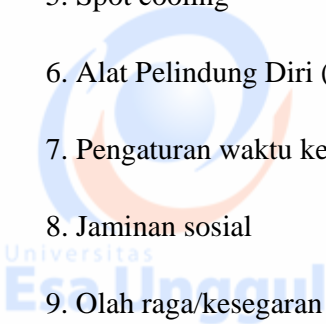 5. Spot cooling
6. Alat Pelindung Diri (
7. Pengaturan waktu ke
8. Jaminan sosial
Universitas
Esa Unggul
9. Olah raga/kesegaran